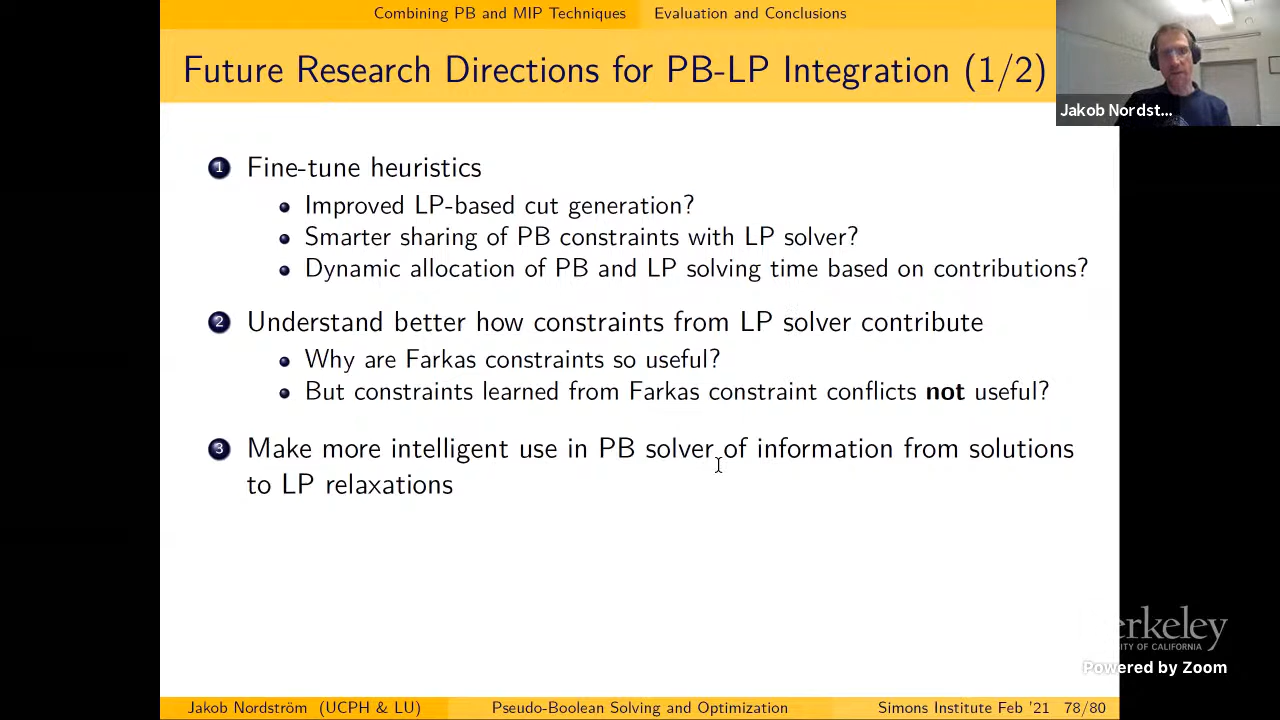 Combining PB and MIP Techniques Evaluation and Conclusions
Future Research Directions for PB-LP Integration (1/2)
Jakob Nordst...
1 Fine-tune heuristics
Improved LP-based cut generation?
Smarter sharing of PB constraints with LP solver?
Dynamic allocation of PB and LP solving time based on contributions?
2 Understand better how constraints from LP solver contribute
Why are Farkas constraints so useful?
But constraints learned from Farkas constraint conflicts not useful?
3 Make more intelligent use in PB solver of information from solutions
to LP relaxations
erkeley
TY OF CALIFORNIA
Powered by Zoom
Jakob Nordström (UCPH & LU) Pseudo-Boolean Solving and Optimization Simons Institute Feb '21 78/80